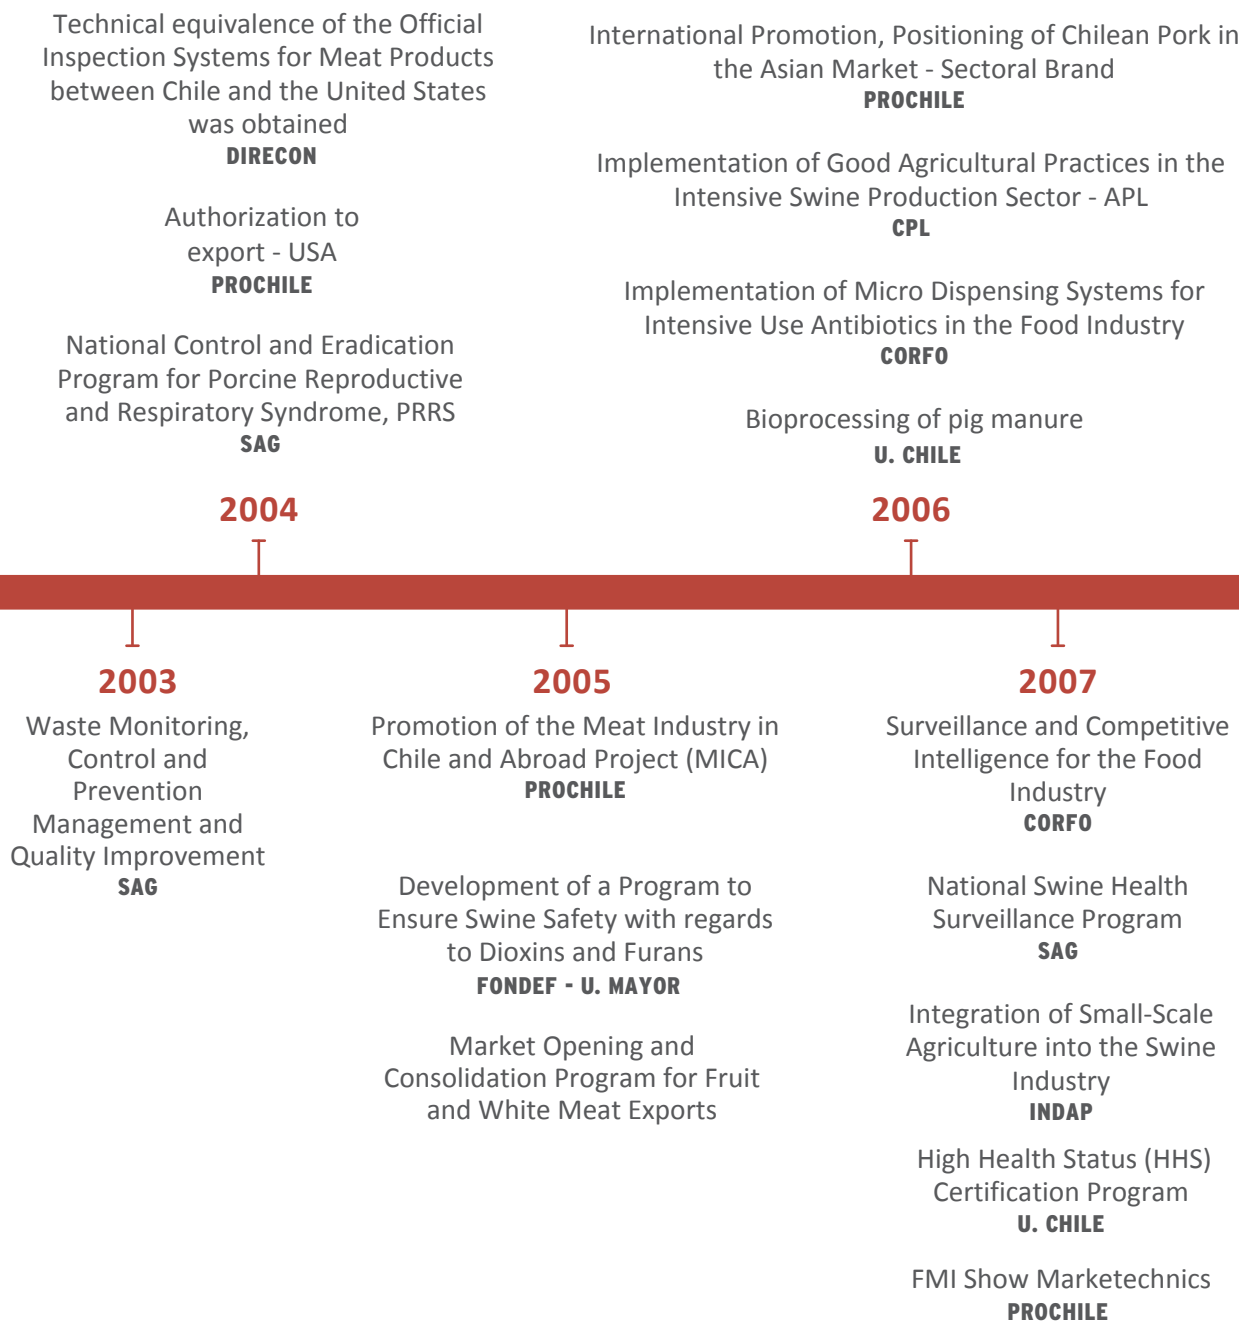 Technical equivalence of the Official
Inspection Systems for Meat Products
between Chile and the United States
was obtained
DIRECON
Authorization to
export - USA
PROCHILE
National Control and Eradication
Program for Porcine Reproductive
and Respiratory Syndrome, PRRS
SAG
2004
International Promotion, Positioning of Chilean Pork in
the Asian Market - Sectoral Brand
PROCHILE
Implementation of Good Agricultural Practices in the
Intensive Swine Production Sector - APL
CPL
Implementation of Micro Dispensing Systems for
Intensive Use Antibiotics in the Food Industry
CORFO
Bioprocessing of pig manure
U. CHILE
2006
2003
Waste Monitoring,
Control and
Prevention
Management and
Quality Improvement
SAG
2005
Promotion of the Meat Industry in
Chile and Abroad Project (MICA)
PROCHILE
Development of a Program to
Ensure Swine Safety with regards
to Dioxins and Furans
FONDEF - U. MAYOR
Market Opening and
Consolidation Program for Fruit
and White Meat Exports
2007
Surveillance and Competitive
Intelligence for the Food
Industry
CORFO
National Swine Health
Surveillance Program
SAG
Integration of Small-Scale
Agriculture into the Swine
Industry
INDAP
High Health Status (HHS)
Certification Program
U. CHILE
FMI Show Marketechnics
PROCHILE